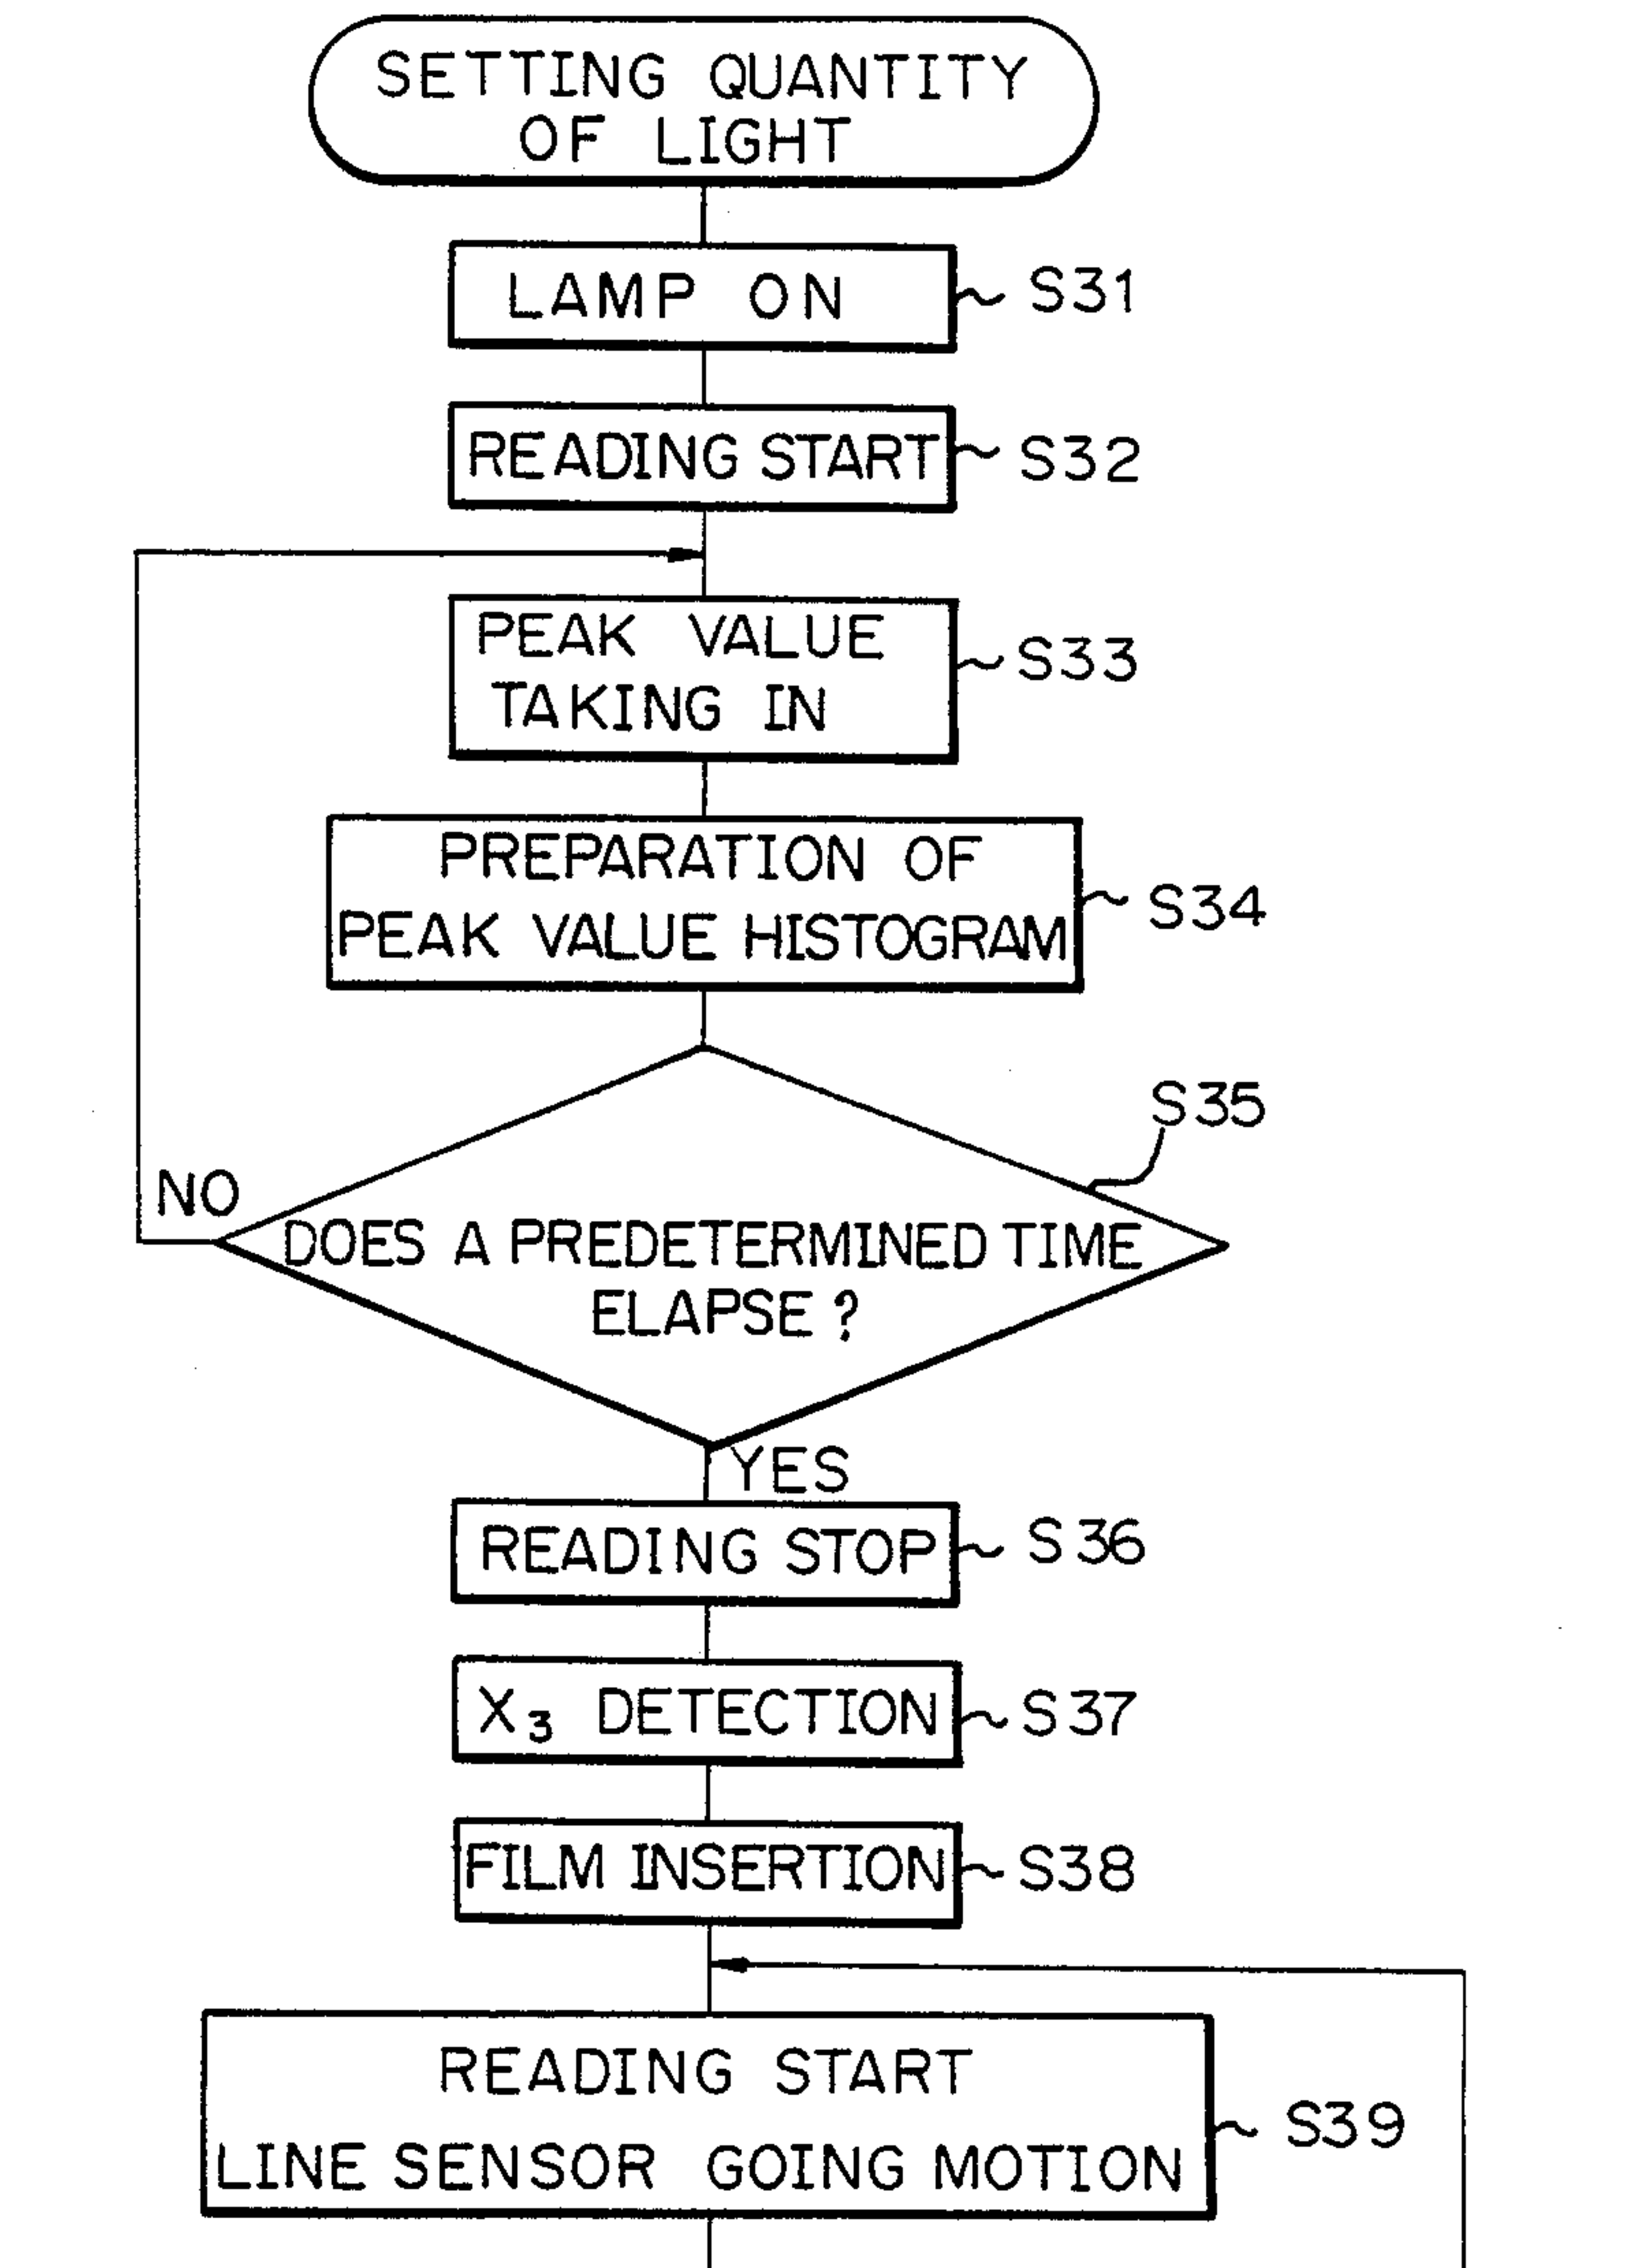 SETTING QUANTITY
OF LIGHT
LAMP ON
S31
READING START
S32
PEAK VALUE
TAKING IN
S33
PREPARATION OF
PEAK VALUE HISTOGRAM
S34
S35
NO
DOES A PREDETERMINED TIME
ELAPSE?
YES
READING STOP
S36
X₃ DETECTION
S37
FILM INSERTION
S38
READING START
LINE SENSOR GOING MOTION
S39